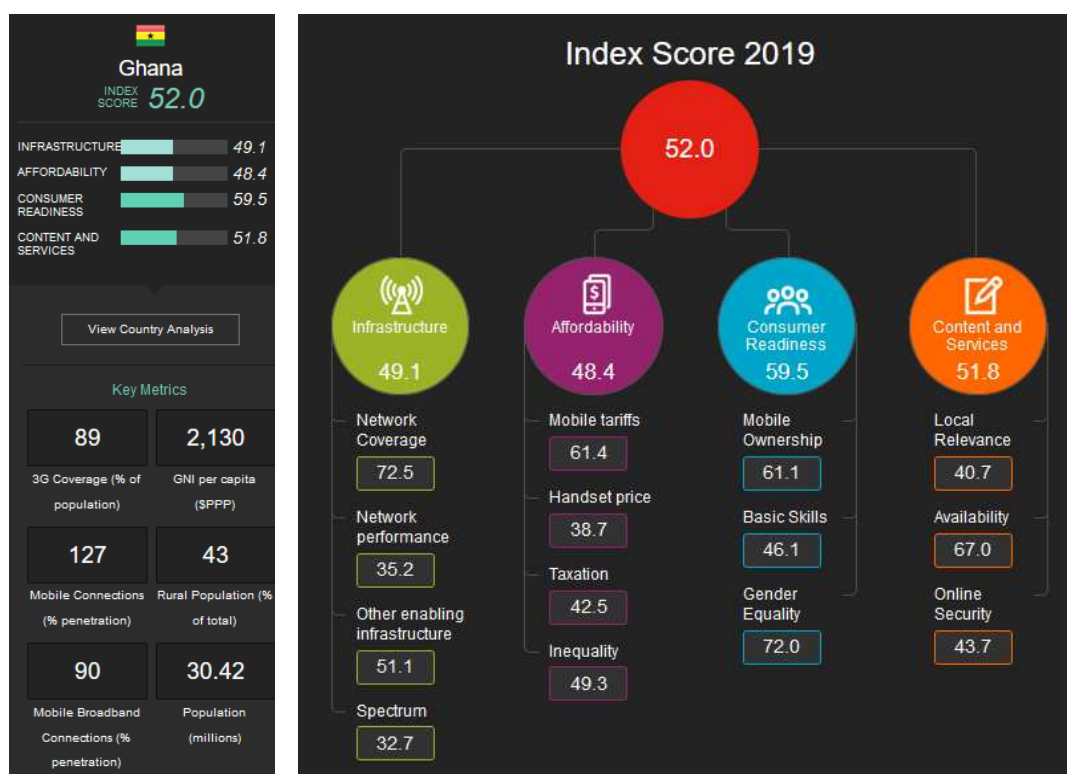 Ghana
INDEX
SCORE 52.0
INFRASTRUCTURE 49.1
AFFORDABILITY 48.4
CONSUMER
READINESS 59.5
CONTENT AND
SERVICES 51.8
View Country Analysis
Key Metrics
89
3G Coverage (% of
population)
2,130
GNI per capita
($PPP)
127
Mobile Connections
(% penetration)
43
Rural Population (%
of total)
90
Mobile Broadband
Connections (%
penetration)
30.42
Population
(millions)
Index Score 2019
52.0
Infrastructure
49.1
Network
Coverage
72.5
Network
performance
35.2
Other enabling
infrastructure
51.1
Spectrum
32.7
$
Affordability
48.4
Mobile tariffs
61.4
Handset price
38.7
Taxation
42.5
Inequality
49.3
Consumer
Readiness
59.5
Mobile
Ownership
61.1
Basic Skills
46.1
Gender
Equality
72.0
Content and
Services
51.8
Local
Relevance
40.7
Availability
67.0
Online
Security
43.7